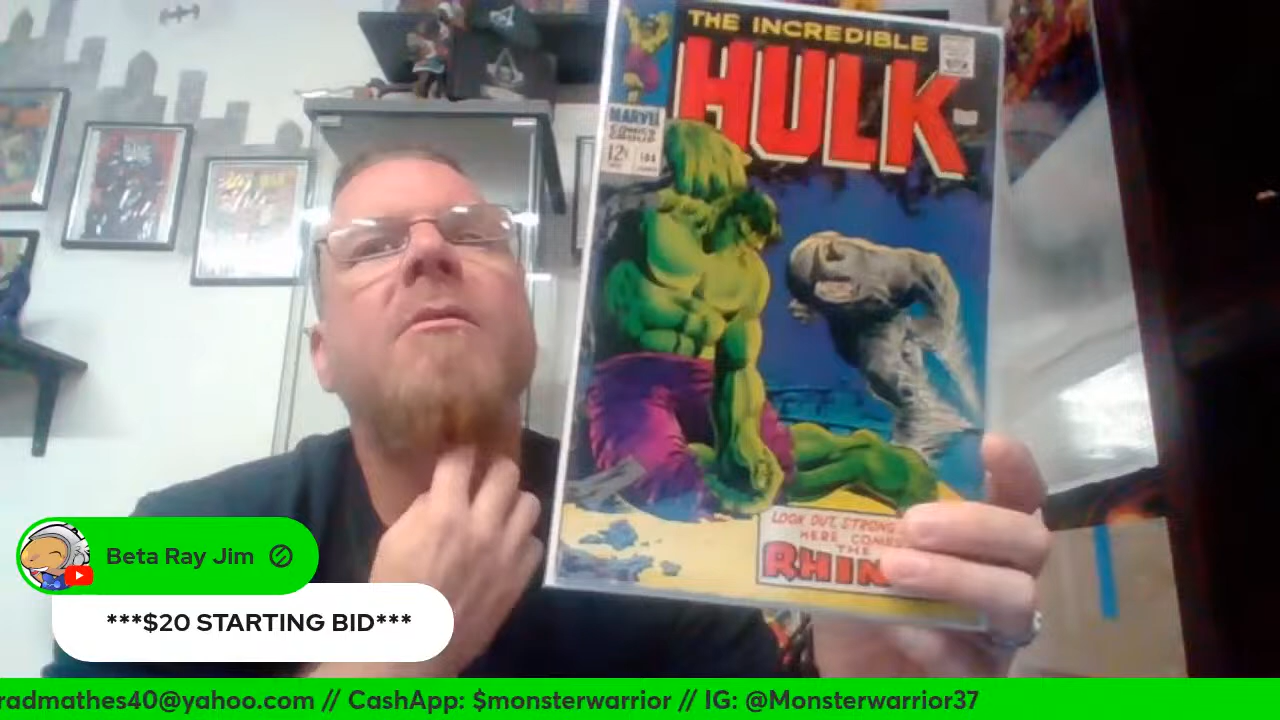 THE INCREDIBLE
HULK
MARVEL
COMICS
GROUP
12¢
104
LOOK OUT, STRONG
HERE COMES
THE
RHIN
Beta Ray Jim
***$20 STARTING BID***
radmathes40@yahoo.com // CashApp: $monsterwarrior // IG: @Monsterwarrior37